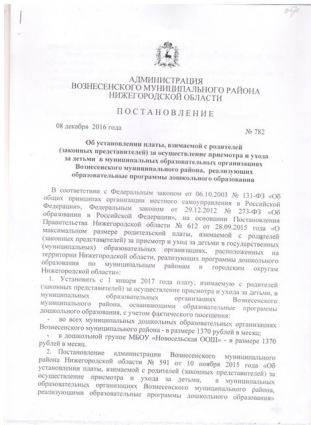 АДМИНИСТРАЦИЯ
ВОЗНЕСЕНСКОГО МУНИЦИПАЛЬНОГО РАЙОНА
НИЖЕГОРОДСКОЙ ОБЛАСТИ
П О С Т А Н О В Л Е Н И Е
08 декабря 2016 года
№ 782
Об установлении платы, взимаемой с родителей
(законных представителей) за осуществление присмотра и ухода
за детьми в муниципальных образовательных организациях
Вознесенского муниципального района, реализующих
образовательные программы дошкольного образования
В соответствии с Федеральным законом от 06.10.2003 № 131-ФЗ «Об
общих принципах организации местного самоуправления в Российской
Федерации», Федеральным законом от 29.12.2012 № 273-ФЗ «Об
образовании в Российской Федерации», на основании Постановления
Правительства Нижегородской области № 612 от 28.09.2015 года «О
максимальном размере родительской платы, взимаемой с родителей
(законных представителей) за присмотр и уход за детьми в государственных
(муниципальных) образовательных организациях, расположенных на
территории Нижегородской области, реализующих программы дошкольного
образования по муниципальным районам и городским округам
Нижегородской области»:
1. Установить с 1 января 2017 года плату, взимаемую с родителей
(законных представителей) за осуществление присмотра и ухода за детьми, в
муниципальных образовательных организациях Вознесенского
муниципального района, осваивающими образовательные программы
дошкольного образования, с учетом фактического посещения:
- во всех муниципальных дошкольных образовательных организациях
Вознесенского муниципального района - в размере 1370 рублей в месяц;
- в дошкольной группе МБОУ «Новосельская ООШ» - в размере 1370
рублей в месяц.
2. Постановление администрации Вознесенского муниципального
района Нижегородской области № 591 от 10 ноября 2015 года «Об
установлении платы, взимаемой с родителей (законных представителей) за
осуществление присмотра и ухода за детьми, в муниципальных
образовательных организациях Вознесенского муниципального района,
реализующими образовательные программы дошкольного образования»